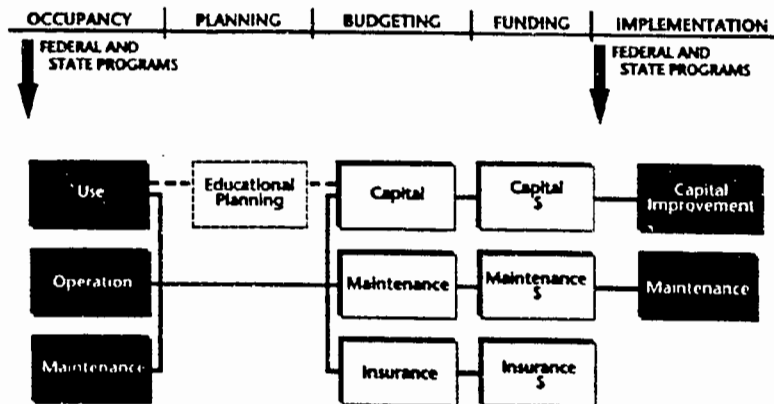 OCCUPANCY PLANNING BUDGETING FUNDING IMPLEMENTATION
FEDERAL AND
STATE PROGRAMS
FEDERAL AND
STATE PROGRAMS
Use
Educational
Planning
Capital
Capital
$
Capital
Improvement
Operation
Maintenance
Maintenance
$
Maintenance
Maintenance
Insurance
Insurance
$